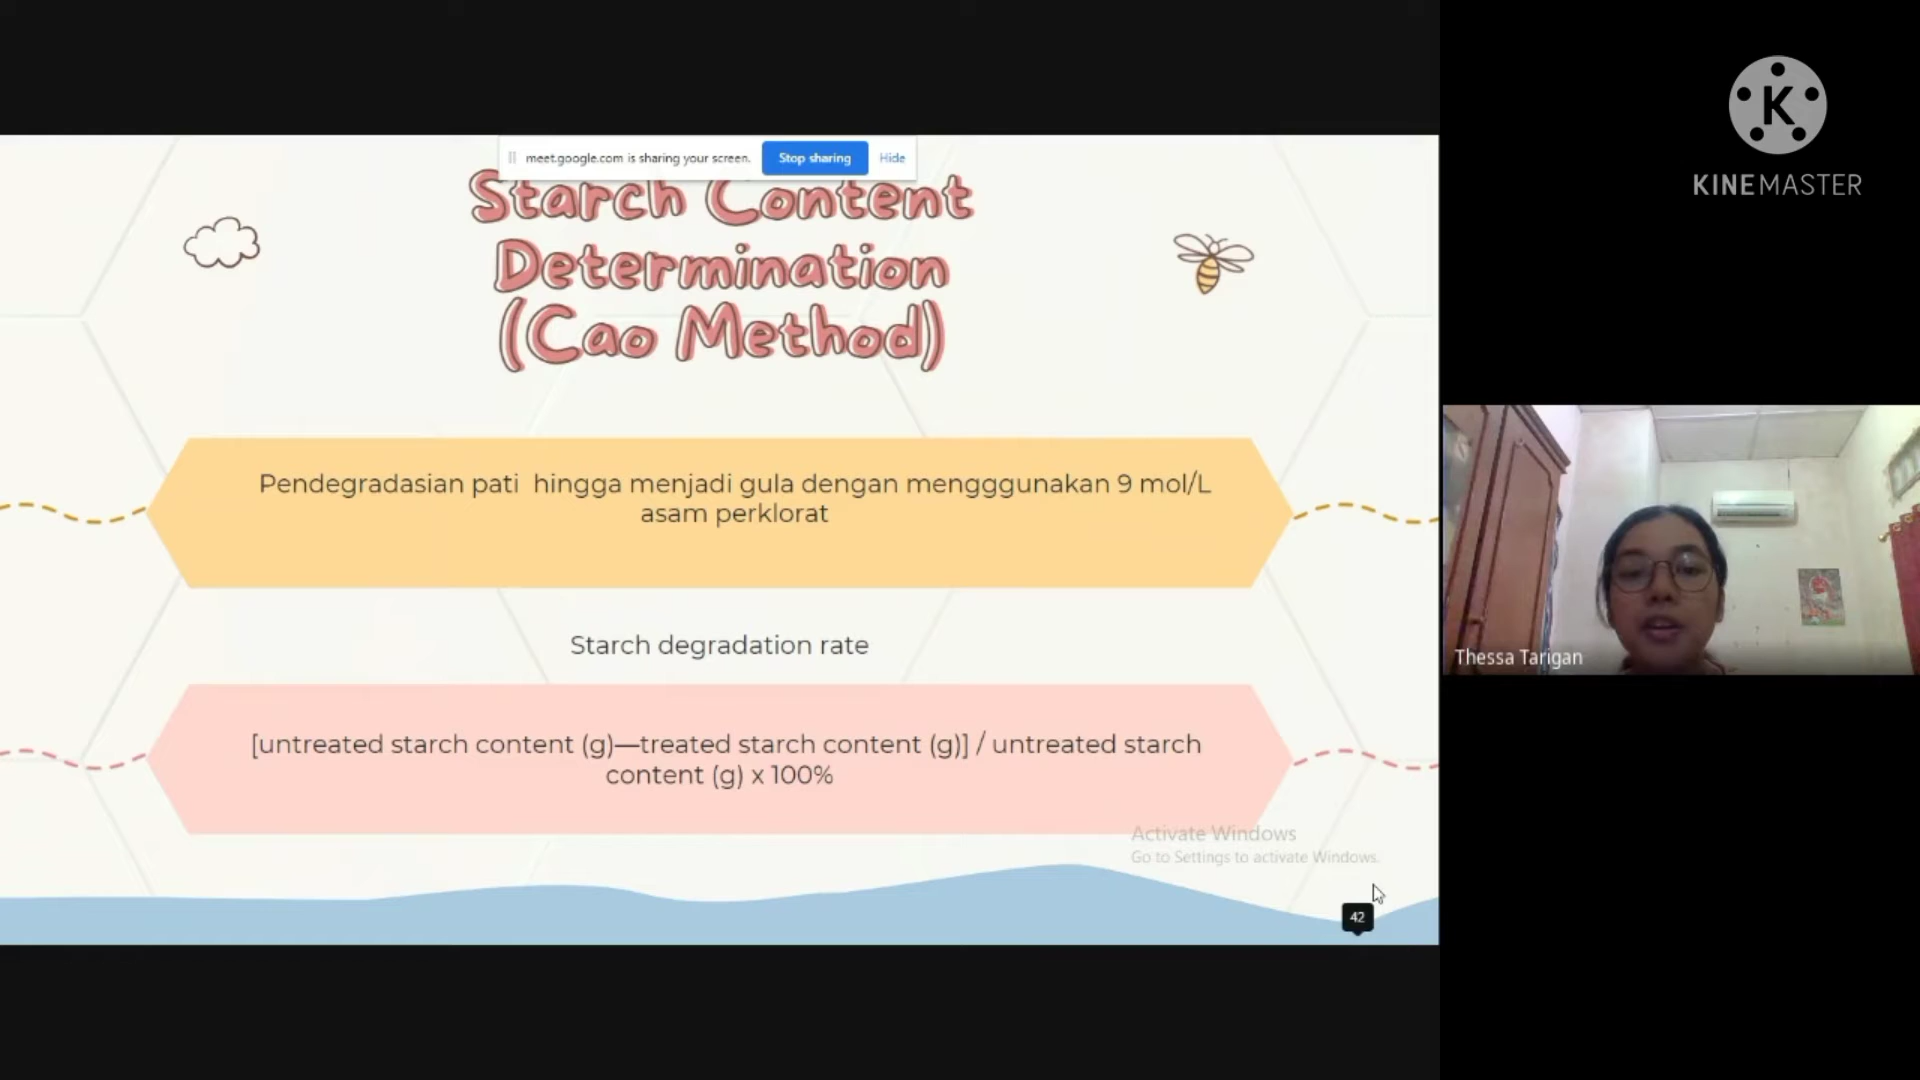 meet.google.com is sharing your screen.
Stop sharing
Hide
Starch Content
Determination
(Cao Method)
Pendegradasian pati hingga menjadi gula dengan mengggunakan 9 mol/L
asam perklorat
Starch degradation rate
[untreated starch content (g)—treated starch content (g)] / untreated starch
content (g) x 100%
Activate Windows
Go to Settings to activate Windows.
42
K
KINEMASTER
Thessa Tarigan